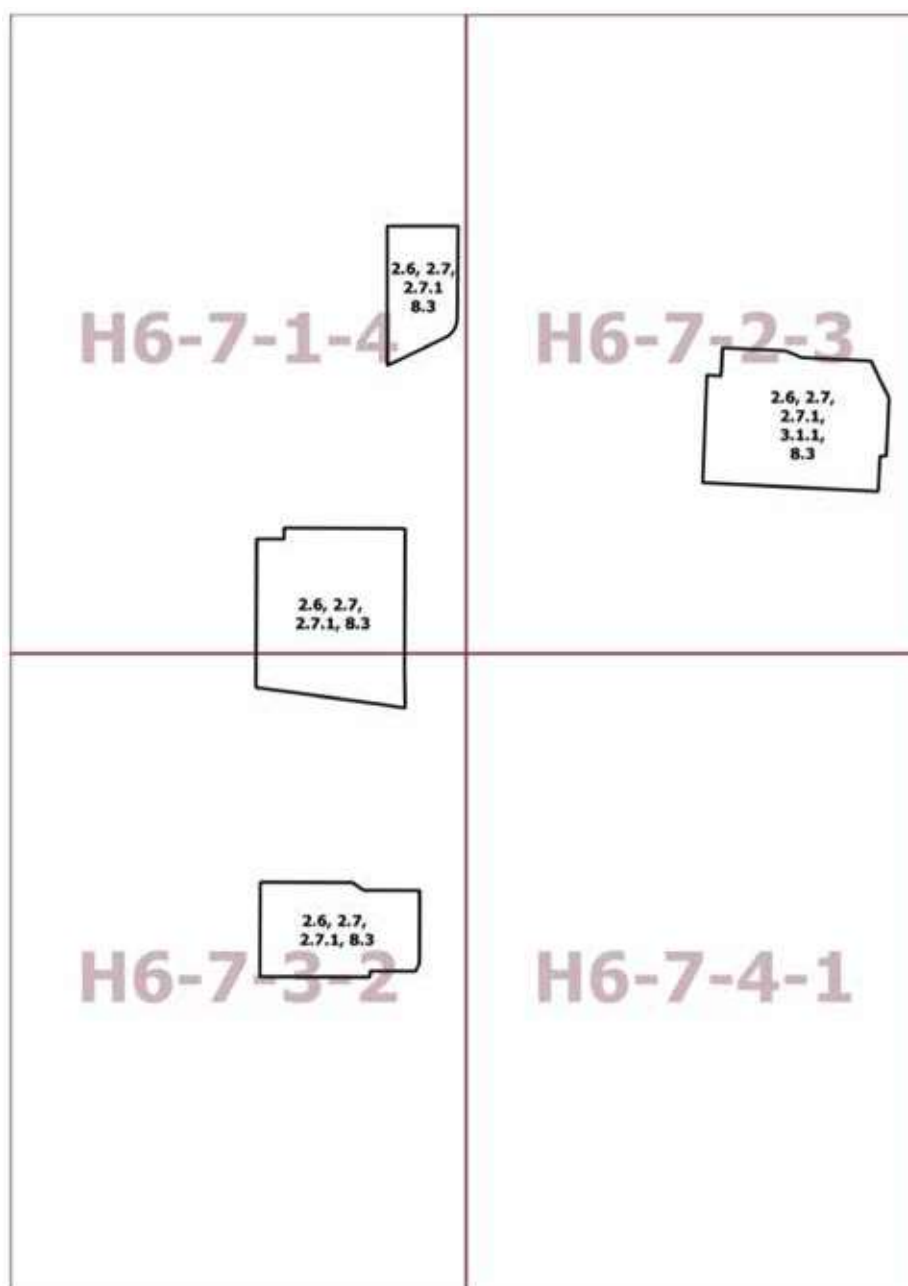 2.6, 2.7,
2.7.1
8.3
H6-7-1-4
H6-7-2-3
2.6, 2.7,
2.7.1,
3.1.1,
8.3
2.6, 2.7,
2.7.1, 8.3
2.6, 2.7,
2.7.1, 8.3
H6-7-3-2
H6-7-4-1